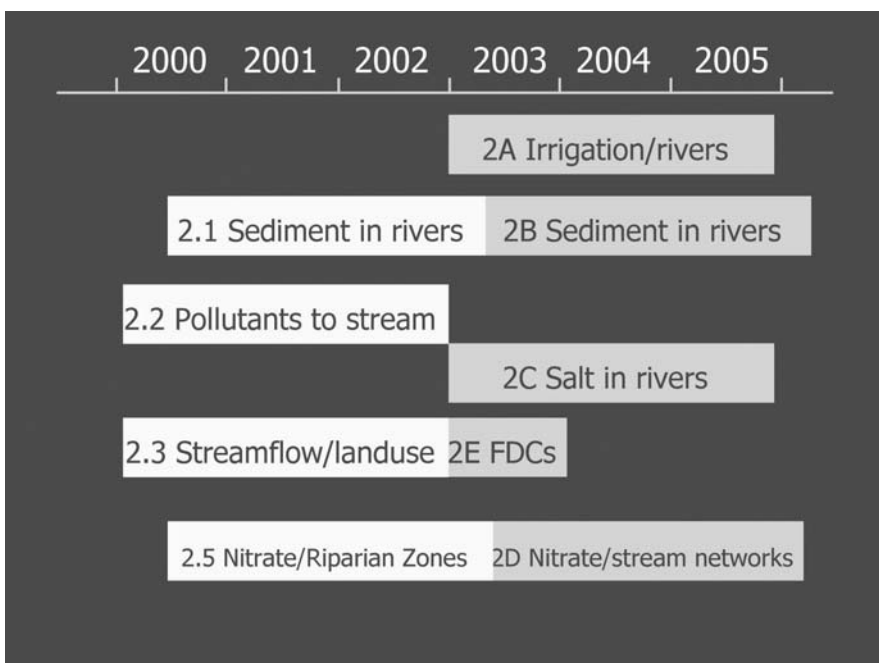 2000 2001 2002 2003 2004 2005
2A Irrigation/rivers
2.1 Sediment in rivers 2B Sediment in rivers
2.2 Pollutants to stream
2C Salt in rivers
2.3 Streamflow/landuse 2E FDCs
2.5 Nitrate/Riparian Zones 2D Nitrate/stream networks